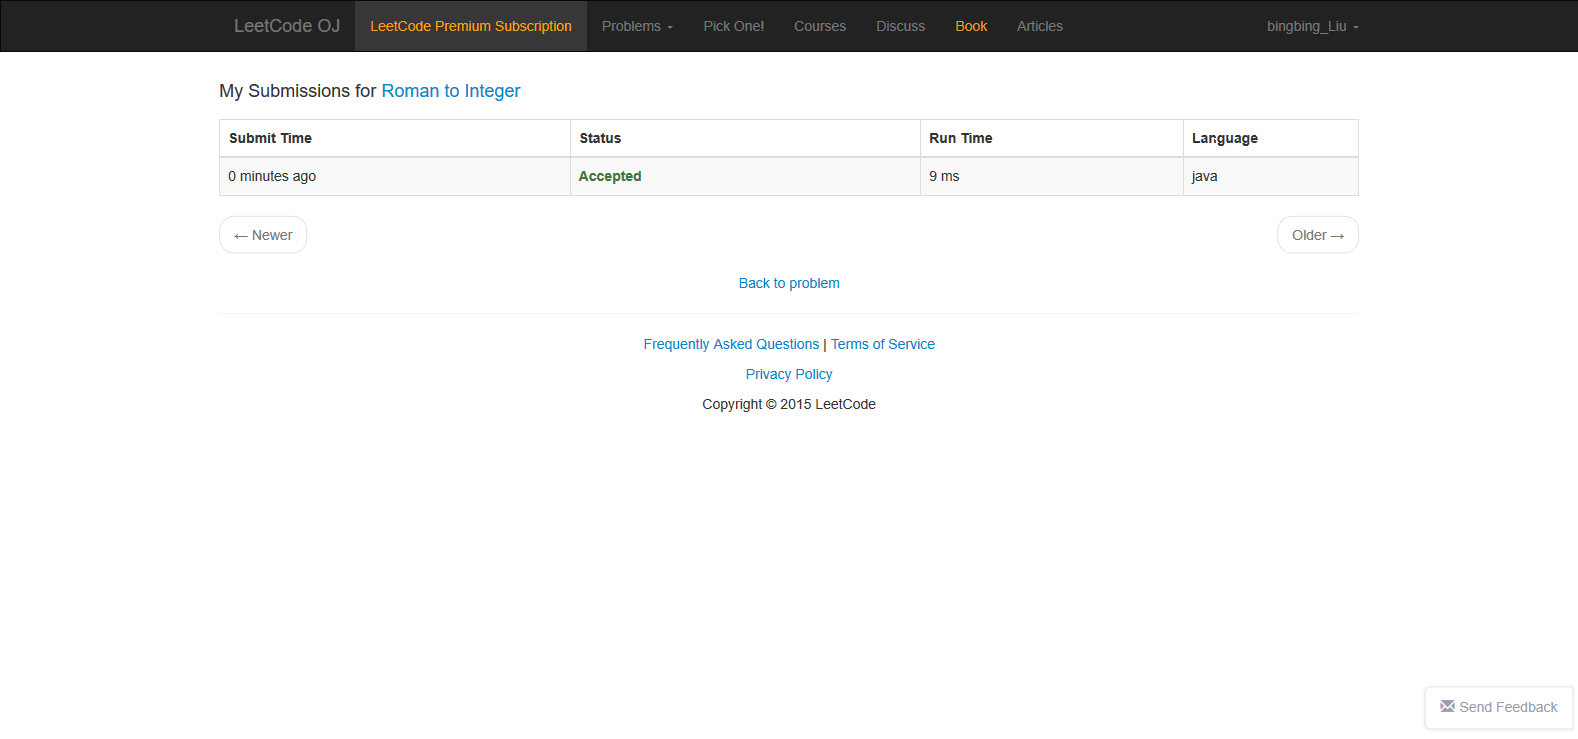 LeetCode OJ LeetCode Premium Subscription Problems Pick One! Courses Discuss Book Articles bingbing_Liu
My Submissions for Roman to Integer
Submit Time Status Run Time Language
0 minutes ago Accepted 9 ms java
← Newer Older →
Back to problem
Frequently Asked Questions | Terms of Service
Privacy Policy
Copyright © 2015 LeetCode
Send Feedback